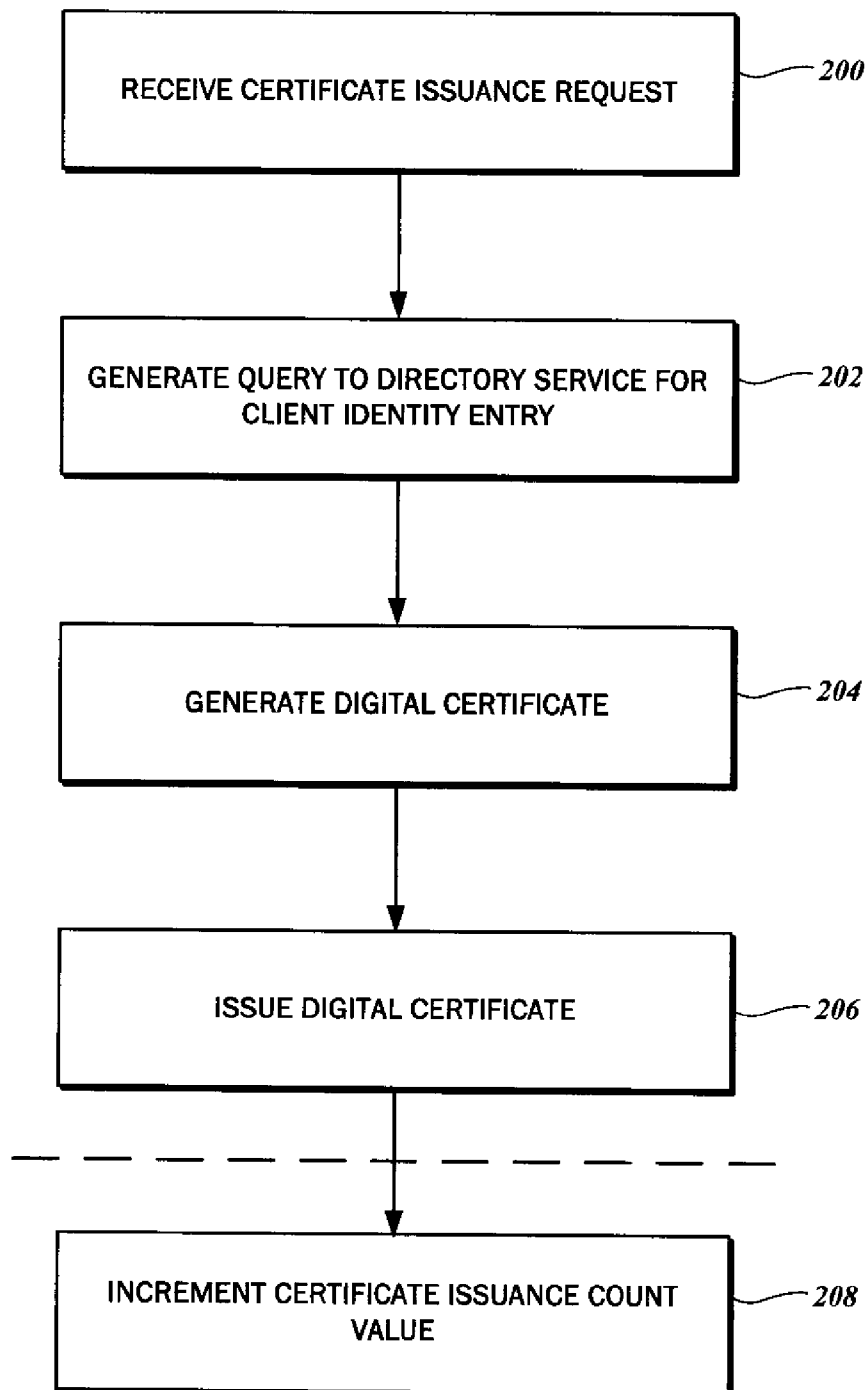 RECEIVE CERTIFICATE ISSUANCE REQUEST
200
GENERATE QUERY TO DIRECTORY SERVICE FOR
CLIENT IDENTITY ENTRY
202
GENERATE DIGITAL CERTIFICATE
204
ISSUE DIGITAL CERTIFICATE
206
INCREMENT CERTIFICATE ISSUANCE COUNT
VALUE
208